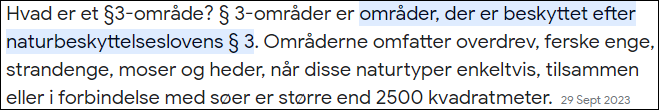 Hvad er et §3-område? § 3-områder er områder, der er beskyttet efter
naturbeskyttelseslovens § 3. Områderne omfatter overdrev, ferske enge,
strandenge, moser og heder, når disse naturtyper enkeltvis, tilsammen
eller i forbindelse med søer er større end 2500 kvadratmeter. 29 Sept 2023